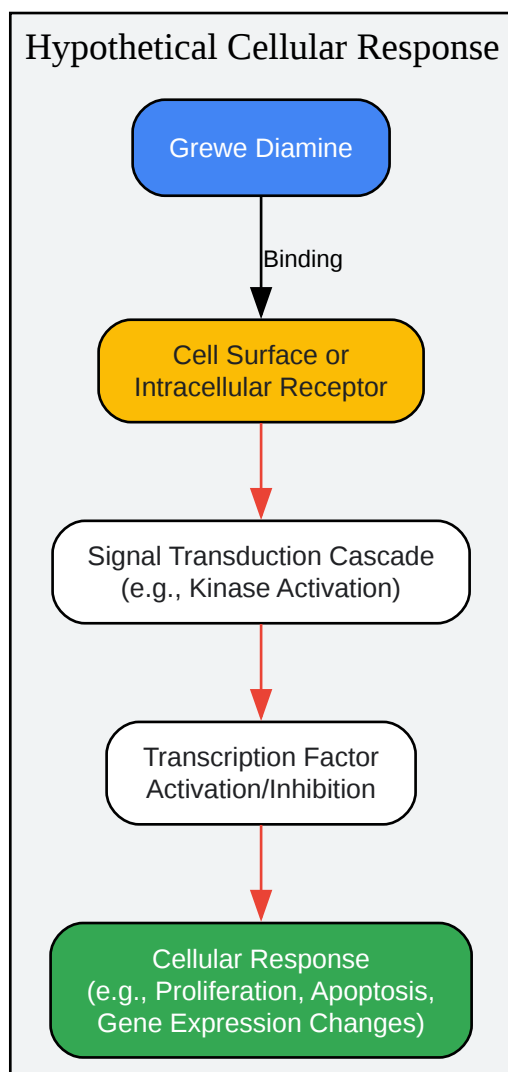 Hypothetical Cellular Response
Grewe Diamine
Binding
Cell Surface or
Intracellular Receptor
Signal Transduction Cascade
(e.g., Kinase Activation)
Transcription Factor
Activation/Inhibition
Cellular Response
(e.g., Proliferation, Apoptosis,
Gene Expression Changes)